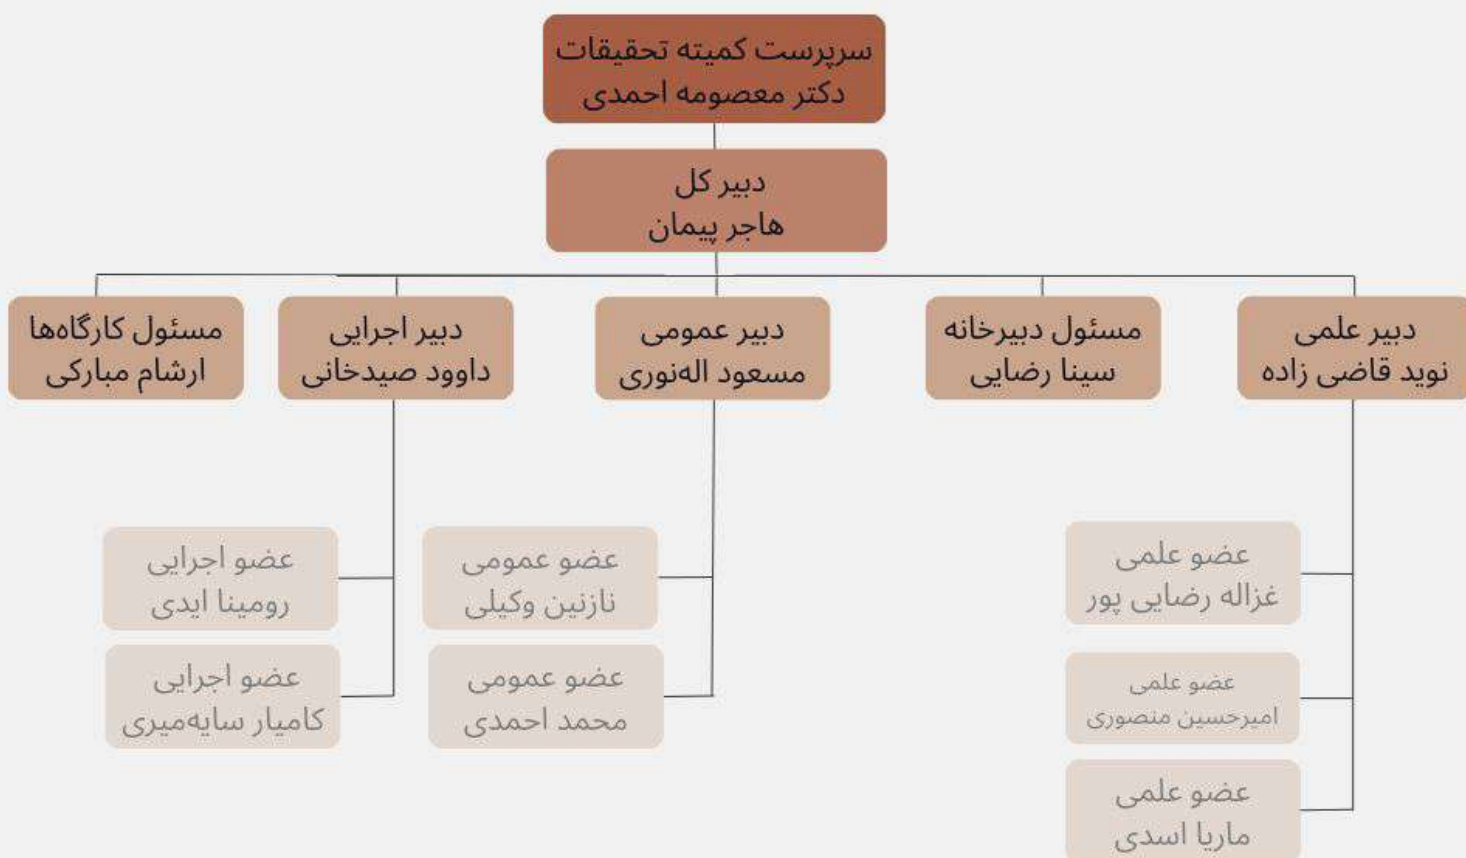 سرپرست کمیته تحقیقات
دکتر معصومه احمدی
دبیر کل
هاجر پیمان
دبیر علمی
نوید قاضی زاده
مسئول دبیرخانه
سینا رضایی
دبیر عمومی
مسعود اله‌نوری
دبیر اجرایی
داوود صیدخانی
مسئول کارگاه‌ها
ارشام مبارکی
عضو علمی
غزاله رضایی پور
عضو علمی
امیرحسین منصوری
عضو علمی
ماریا اسدی
عضو عمومی
نازنین وکیلی
عضو عمومی
محمد احمدی
عضو اجرایی
رومینا ایدی
عضو اجرایی
کامیار سایه‌میری